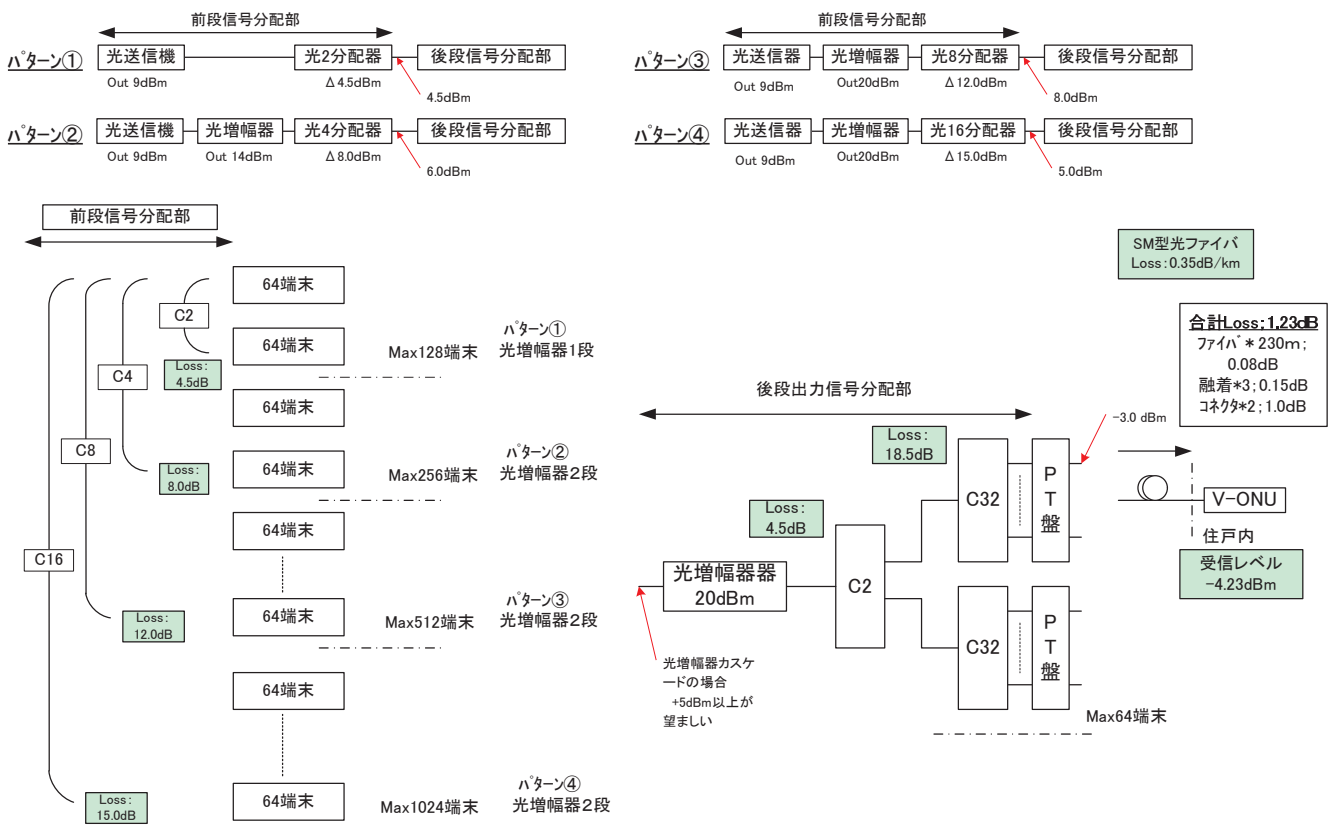 前段信号分配部
パターン①
光送信機
光2分配器
後段信号分配部
Out 9dBm
Δ4.5dBm
4.5dBm
パターン②
光送信機
光増幅器
光4分配器
後段信号分配部
Out 9dBm
Out 14dBm
Δ8.0dBm
6.0dBm
前段信号分配部
パターン③
光送信器
光増幅器
光8分配器
後段信号分配部
Out 9dBm
Out20dBm
Δ12.0dBm
8.0dBm
パターン④
光送信器
光増幅器
光16分配器
後段信号分配部
Out 9dBm
Out20dBm
Δ15.0dBm
5.0dBm
前段信号分配部
64端末
C2
64端末
Loss:
4.5dB
Max128端末
パターン①
光増幅器1段
C4
64端末
C8
64端末
Loss:
8.0dB
Max256端末
パターン②
光増幅器2段
64端末
C16
64端末
Loss:
12.0dB
Max512端末
パターン③
光増幅器2段
64端末
64端末
Loss:
15.0dB
Max1024端末
パターン④
光増幅器2段
SM型光ファイバ
Loss:0.35dB/km
合計Loss;1.23dB
ファイバ*230m;
0.08dB
融着*3;0.15dB
コネクタ*2;1.0dB
後段出力信号分配部
-3.0 dBm
Loss:
18.5dB
Loss:
4.5dB
C32
PT盤
V-ONU
住戸内
受信レベル
-4.23dBm
光増幅器器
20dBm
C2
C32
PT盤
光増幅器カスケ
ードの場合
+5dBm以上が
望ましい
Max64端末